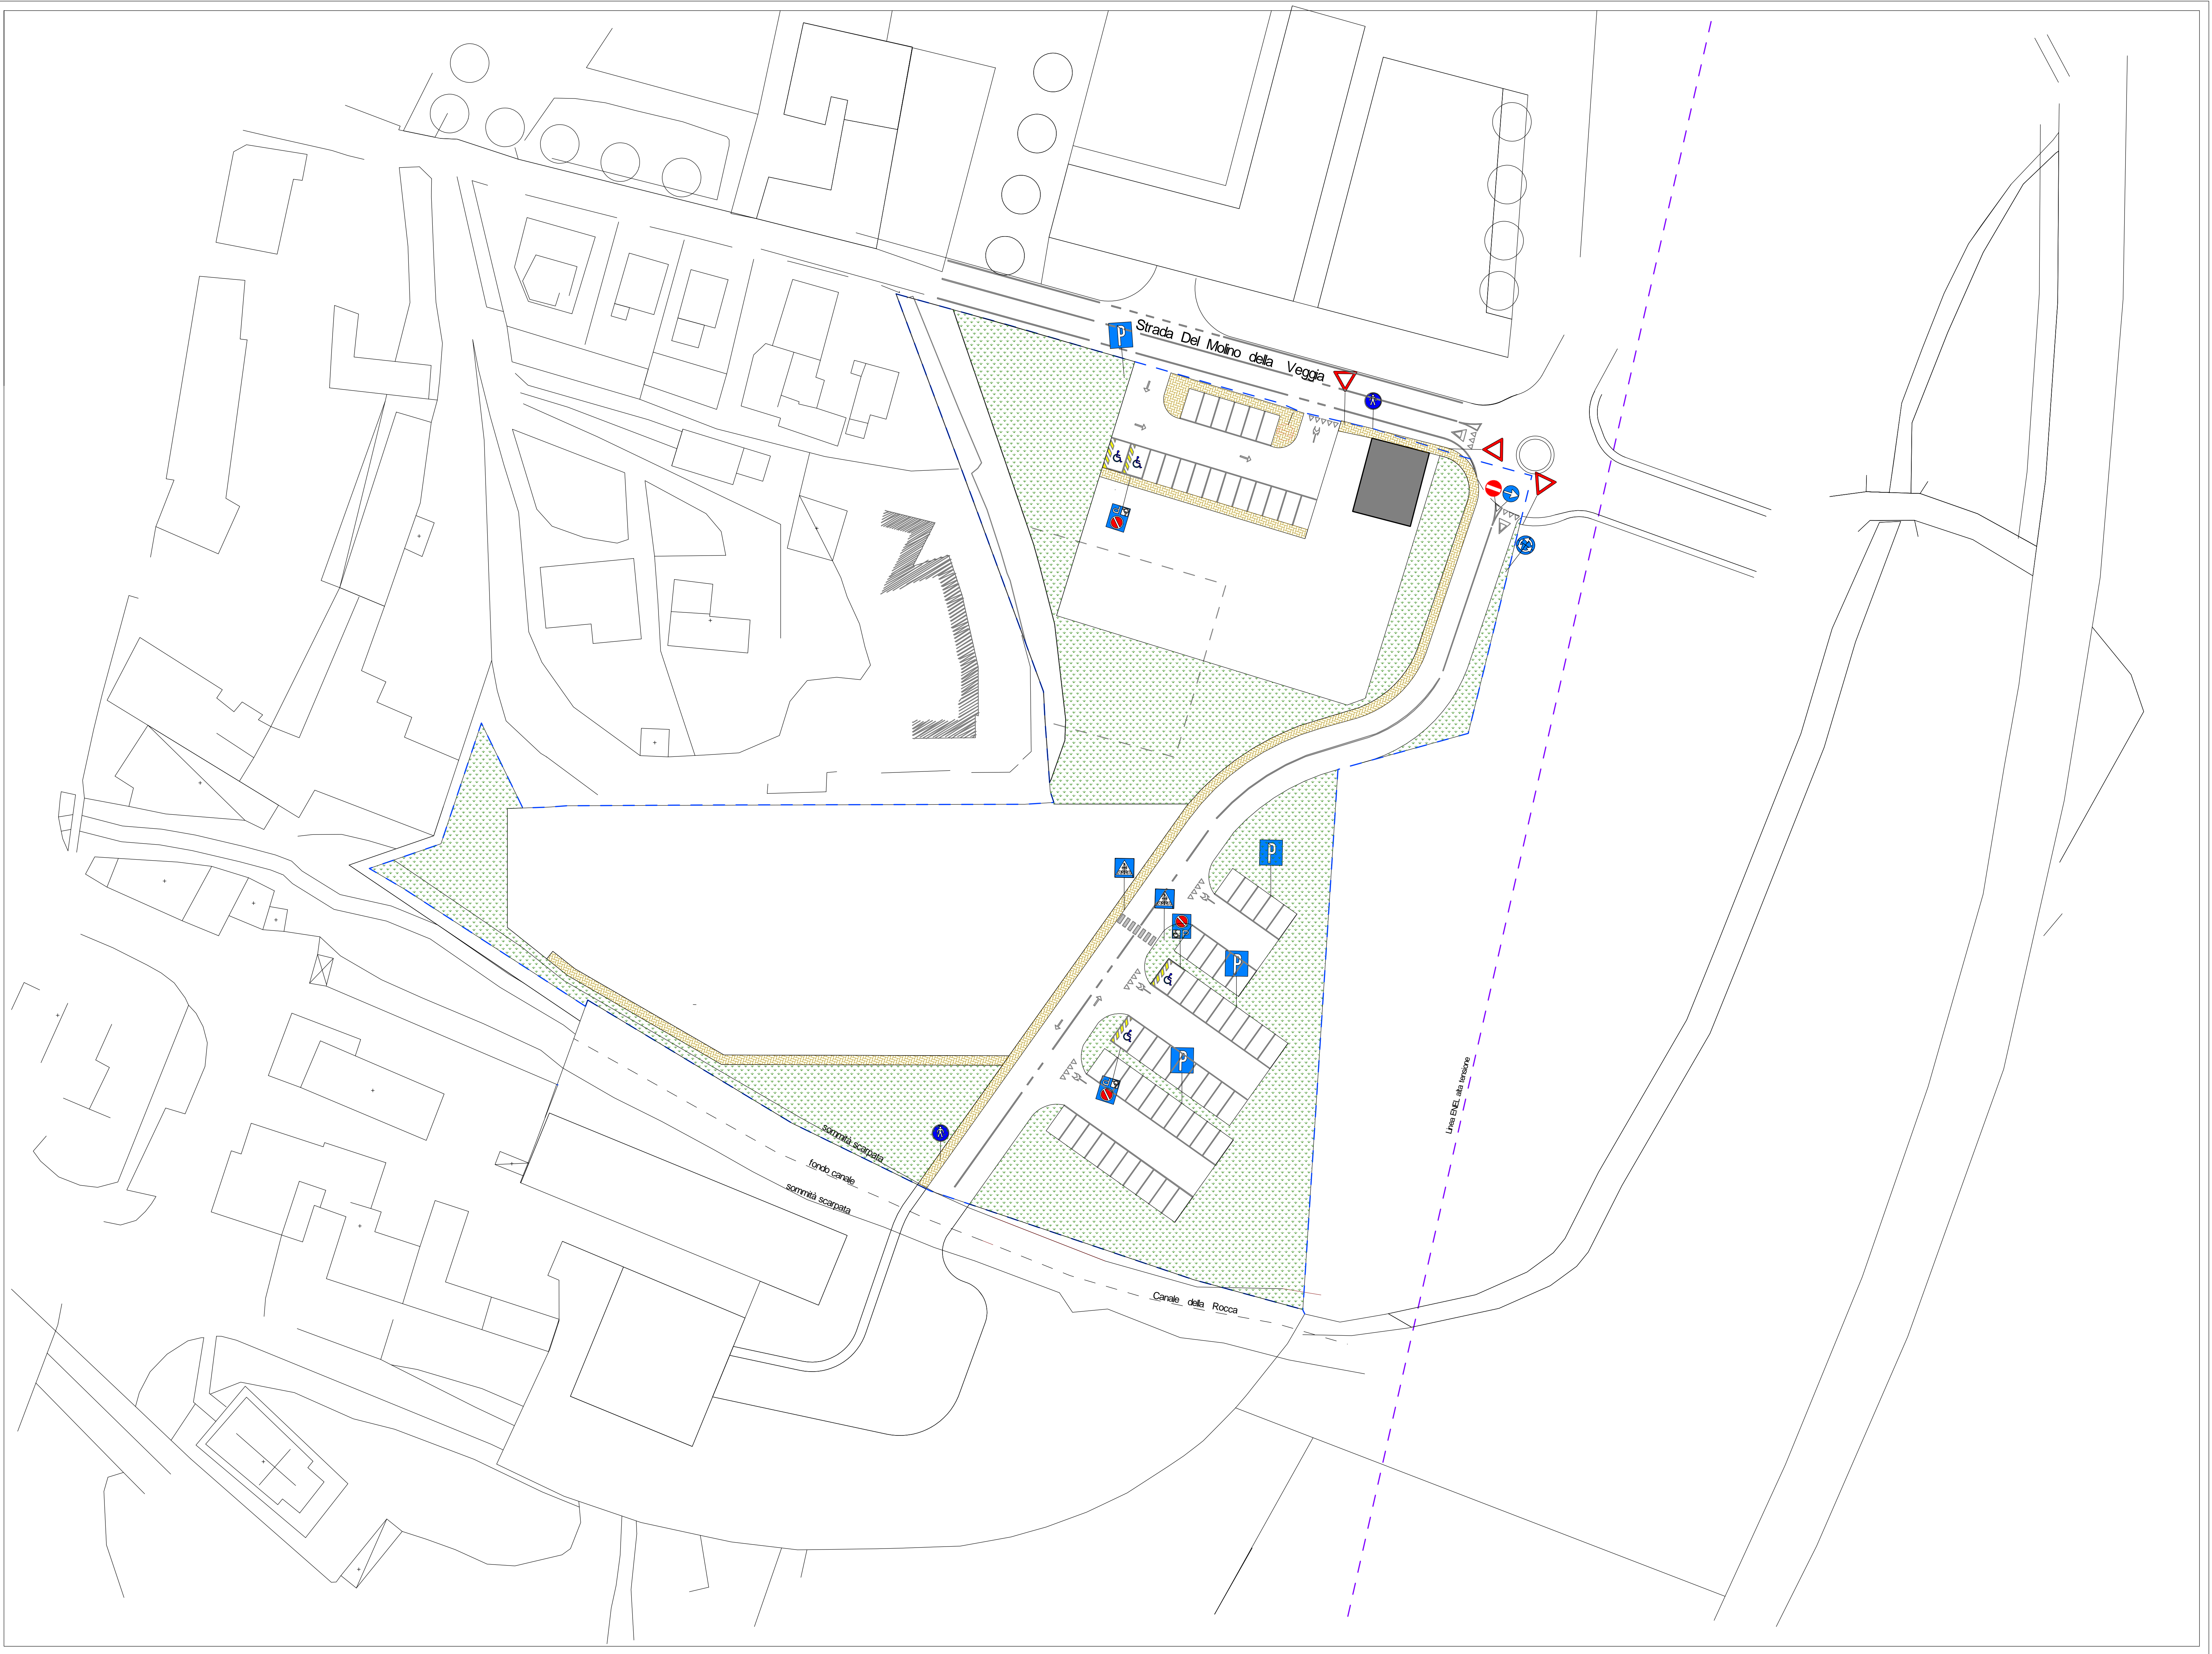 Strada Del Molino della Veggia
P
P
P
P
Linea ENEL alta tensione
sommità scarpata
fondo canale
sommità scarpata
Canale della Rocca